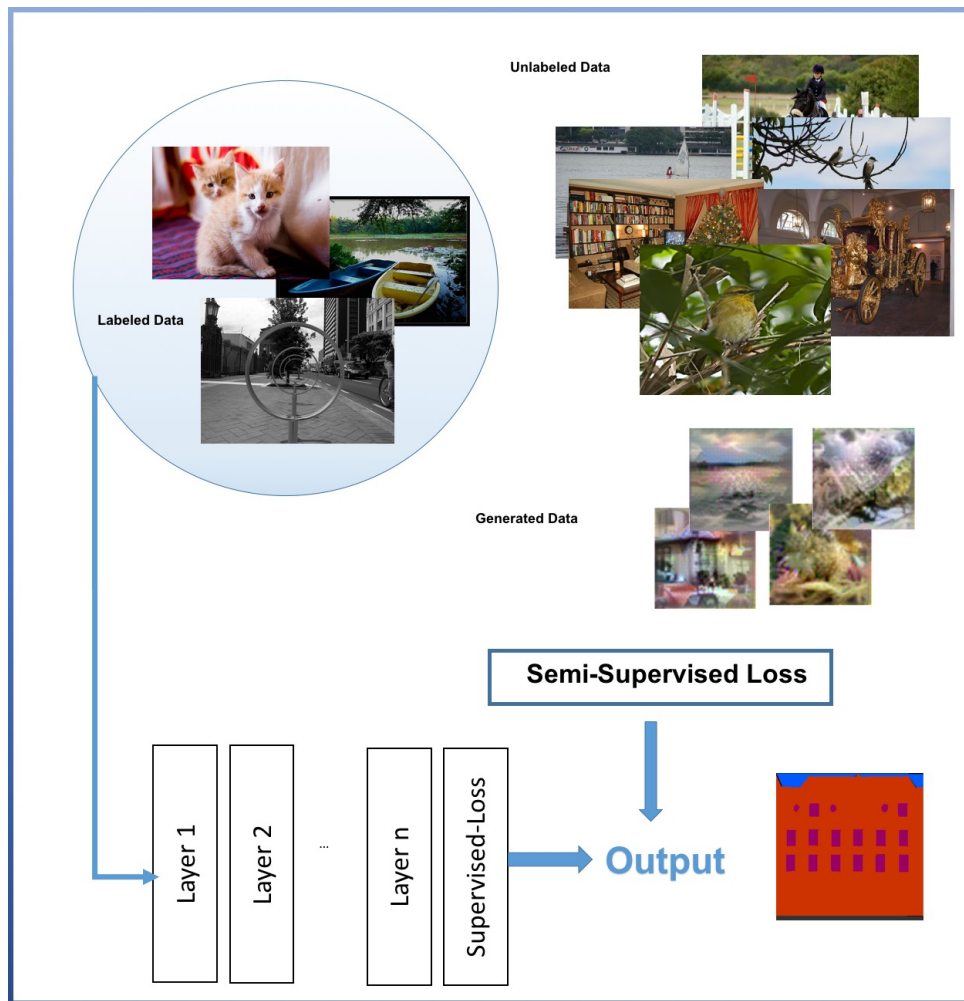 Unlabeled Data
Labeled Data
Generated Data
Semi-Supervised Loss
Layer 1
Layer 2
...
Layer n
Supervised-Loss
Output